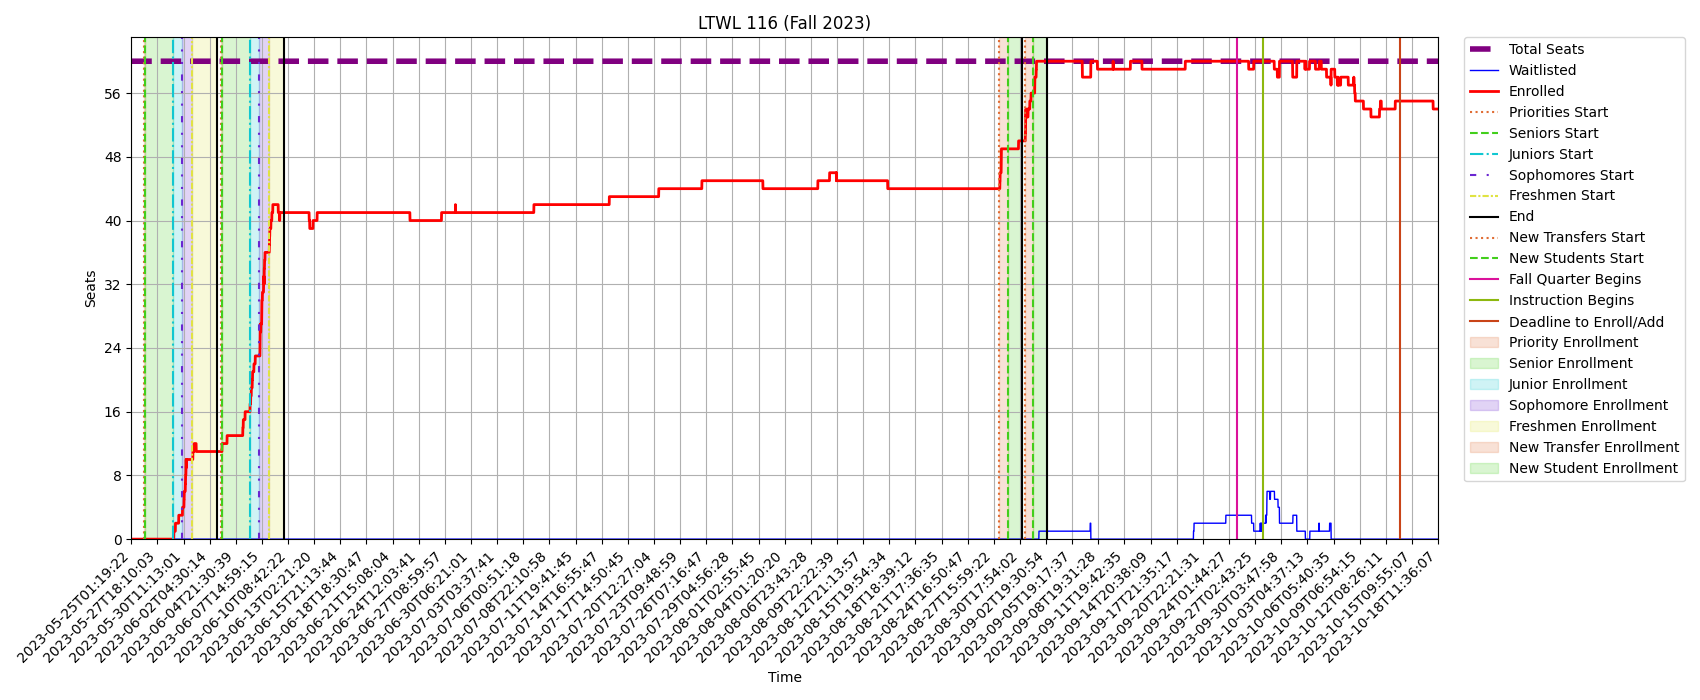 LTWL 116 (Fall 2023)
Seats
56
48
40
32
24
16
8
0
2023-05-25T01:19:22
2023-05-27T18:10:03
2023-05-30T11:13:01
2023-06-02T04:30:14
2023-06-04T21:30:39
2023-06-07T14:59:15
2023-06-10T08:42:22
2023-06-13T02:21:20
2023-06-15T21:13:44
2023-06-18T18:30:47
2023-06-21T15:08:04
2023-06-24T12:03:41
2023-06-27T08:59:57
2023-06-30T06:21:01
2023-07-03T03:37:41
2023-07-06T00:51:18
2023-07-08T22:10:58
2023-07-11T19:41:45
2023-07-14T16:55:47
2023-07-17T14:50:45
2023-07-20T12:27:04
2023-07-23T09:48:59
2023-07-26T07:16:47
2023-07-29T04:56:28
2023-08-01T02:55:45
2023-08-04T01:20:20
2023-08-06T23:43:28
2023-08-09T22:22:39
2023-08-12T21:13:57
2023-08-15T19:54:34
2023-08-18T18:39:12
2023-08-21T17:36:35
2023-08-24T16:50:47
2023-08-27T15:59:22
2023-08-30T17:54:02
2023-09-02T19:30:54
2023-09-05T19:17:37
2023-09-08T19:31:28
2023-09-11T19:42:35
2023-09-14T20:38:09
2023-09-17T21:35:17
2023-09-20T22:21:31
2023-09-24T01:44:27
2023-09-27T02:43:25
2023-09-30T03:47:58
2023-10-03T04:37:13
2023-10-06T05:40:35
2023-10-09T06:54:15
2023-10-12T08:26:11
2023-10-15T09:55:07
2023-10-18T11:36:07
Time
Total Seats
Waitlisted
Enrolled
Priorities Start
Seniors Start
Juniors Start
Sophomores Start
Freshmen Start
End
New Transfers Start
New Students Start
Fall Quarter Begins
Instruction Begins
Deadline to Enroll/Add
Priority Enrollment
Senior Enrollment
Junior Enrollment
Sophomore Enrollment
Freshmen Enrollment
New Transfer Enrollment
New Student Enrollment